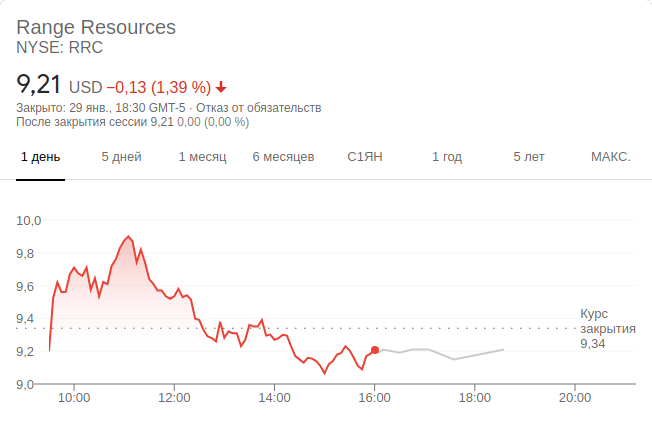 Range Resources
NYSE: RRC
9,21 USD −0,13 (1,39 %)
Закрыто: 29 янв., 18:30 GMT-5 · Отказ от обязательств
После закрытия сессии 9,21 0,00 (0,00 %)
1 день 5 дней 1 месяц 6 месяцев С1ЯН 1 год 5 лет МАКС.
10,0
9,8
9,6
9,4
Курс
закрытия
9,34
9,2
9,0
10:00 12:00 14:00 16:00 18:00 20:00